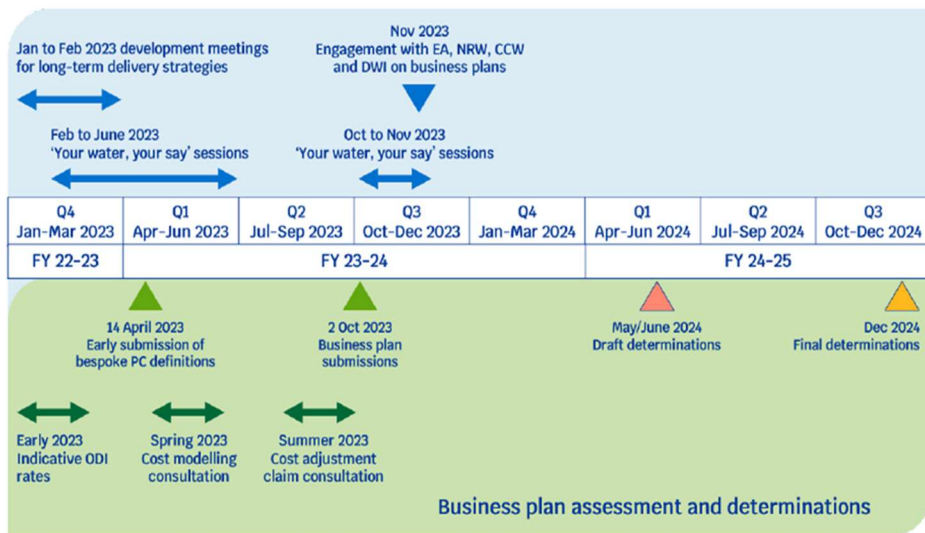 Nov 2023
Engagement with EA, NRW, CCW
and DWI on business plans
Jan to Feb 2023 development meetings
for long-term delivery strategies
Feb to June 2023
‘Your water, your say’ sessions
Oct to Nov 2023
‘Your water, your say’ sessions
Q4
Jan-Mar 2023
Q1
Apr-Jun 2023
Q2
Jul-Sep 2023
Q3
Oct-Dec 2023
Q4
Jan-Mar 2024
Q1
Apr-Jun 2024
Q2
Jul-Sep 2024
Q3
Oct-Dec 2024
FY 22-23
FY 23-24
FY 24-25
14 April 2023
Early submission of
bespoke PC definitions
2 Oct 2023
Business plan
submissions
May/June 2024
Draft determinations
Dec 2024
Final determinations
Early 2023
Indicative ODI
rates
Spring 2023
Cost modelling
consultation
Summer 2023
Cost adjustment
claim consultation
Business plan assessment and determinations